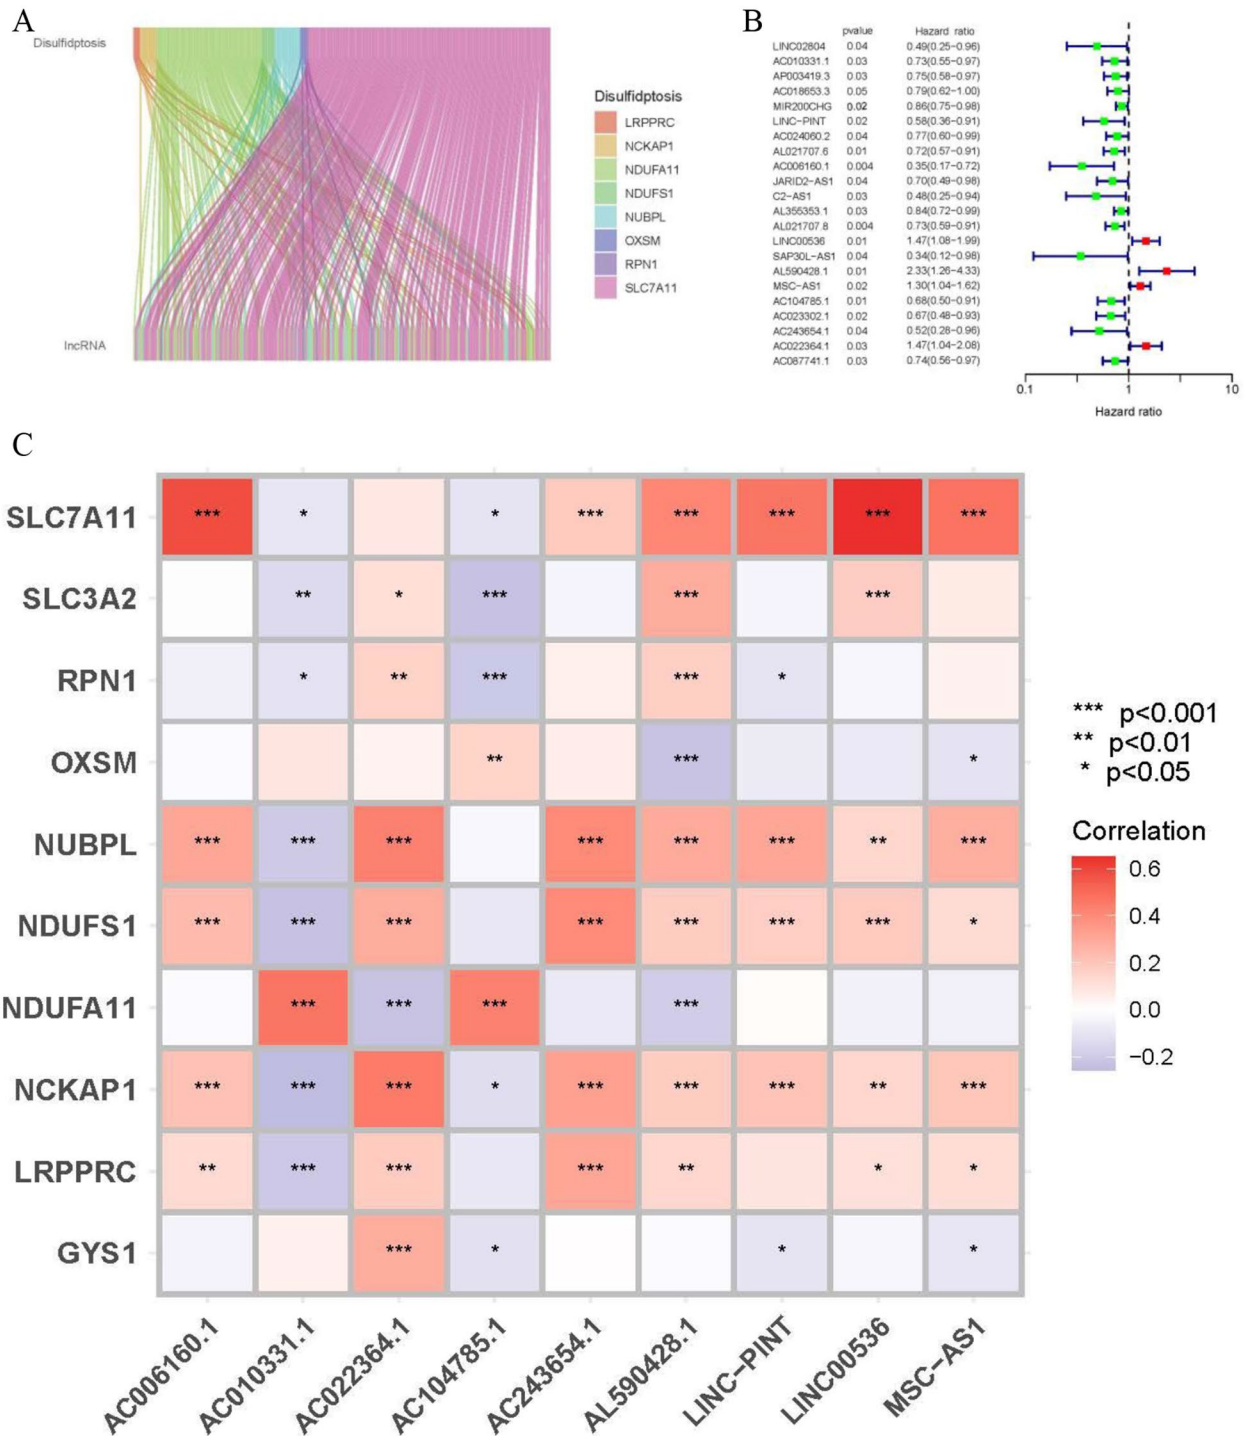 A
Disulfidptosis
lncRNA
Disulfidptosis
LRPPRC
NCKAP1
NDUFA11
NDUFS1
NUBPL
OXSM
RPN1
SLC7A11
B
pvalue Hazard ratio
LINC02804 0.04 0.49(0.25−0.96)
AC010331.1 0.03 0.73(0.55−0.97)
AP003419.3 0.03 0.75(0.58−0.97)
AC018653.3 0.05 0.79(0.62−1.00)
MIR200CHG 0.02 0.86(0.75−0.98)
LINC−PINT 0.02 0.58(0.36−0.91)
AC024060.2 0.04 0.77(0.60−0.99)
AL021707.6 0.01 0.72(0.57−0.91)
AC006160.1 0.004 0.35(0.17−0.72)
JARID2−AS1 0.04 0.70(0.49−0.98)
C2−AS1 0.03 0.48(0.25−0.94)
AL355353.1 0.03 0.84(0.72−0.99)
AL021707.8 0.004 0.73(0.59−0.91)
LINC00536 0.01 1.47(1.08−1.99)
SAP30L−AS1 0.04 0.34(0.12−0.98)
AL590428.1 0.01 2.33(1.26−4.33)
MSC−AS1 0.02 1.30(1.04−1.62)
AC104785.1 0.01 0.68(0.50−0.91)
AC023302.1 0.02 0.67(0.48−0.93)
AC243654.1 0.04 0.52(0.28−0.96)
AC022364.1 0.03 1.47(1.04−2.08)
AC087741.1 0.03 0.74(0.56−0.97)
0.1 1 10
Hazard ratio
C
SLC7A11 *** * * *** *** *** *** ***
SLC3A2 ** * *** *** ***
RPN1 * ** *** *** *
OXSM ** *** *
NUBPL *** *** *** *** *** *** ** ***
NDUFS1 *** *** *** *** *** *** *** *
NDUFA11 *** *** *** ***
NCKAP1 *** *** *** * *** *** *** ** ***
LRPPRC ** *** *** *** ** * *
GYS1 *** * * *
AC006160.1 AC010331.1 AC022364.1 AC104785.1 AC243654.1 AL590428.1 LINC−PINT LINC00536 MSC−AS1
*** p<0.001
** p<0.01
* p<0.05
Correlation
0.6
0.4
0.2
0.0
−0.2